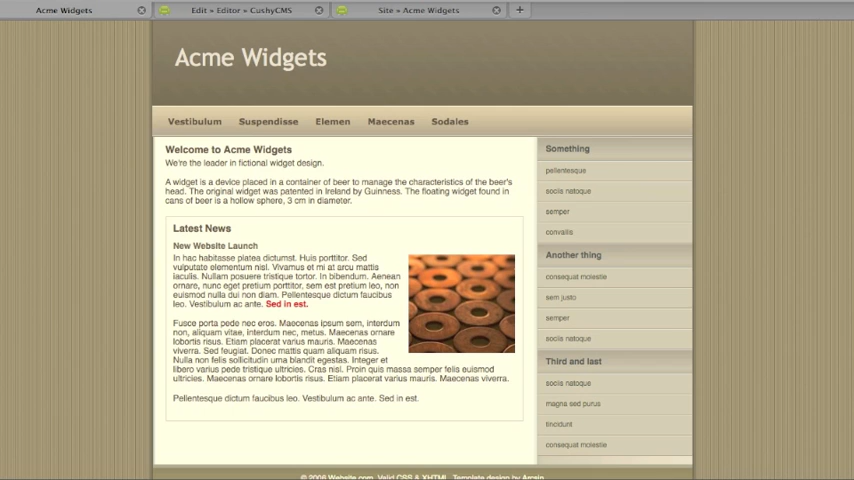 Acme Widgets
Edit » Editor » CushyCMS
Site » Acme Widgets
Acme Widgets
Vestibulum Suspendisse Elemen Maecenas Sodales
Welcome to Acme Widgets
We're the leader in fictional widget design.
A widget is a device placed in a container of beer to manage the characteristics of the beer's
head. The original widget was patented in Ireland by Guinness. The floating widget found in
cans of beer is a hollow sphere, 3 cm in diameter.
Latest News
New Website Launch
In hac habitasse platea dictumst. Huis porttitor. Sed
vulputate elementum nisl. Vivamus et mi at arcu mattis
iaculis. Nullam posuere tristique tortor. In bibendum. Aenean
ornare, nunc eget pretium porttitor, sem est pretium leo, non
euismod nulla dui non diam. Pellentesque dictum faucibus
leo. Vestibulum ac ante. Sed in est.
Fusce porta pede nec eros. Maecenas ipsum sem, interdum
non, aliquam vitae, interdum nec, metus. Maecenas ornare
lobortis risus. Etiam placerat varius mauris. Maecenas
viverra. Sed feugiat. Donec mattis quam aliquam risus.
Nulla non felis sollicitudin urna blandit egestas. Integer et
libero varius pede tristique ultricies. Cras nisl. Proin quis massa semper felis euismod
ultricies. Maecenas ornare lobortis risus. Etiam placerat varius mauris. Maecenas viverra.
Pellentesque dictum faucibus leo. Vestibulum ac ante. Sed in est.
Something
pellentesque
sociis natoque
semper
convallis
Another thing
consequat molestie
sem justo
semper
sociis natoque
Third and last
sociis natoque
magna sed purus
tincidunt
consequat molestie
© 2006 Website.com. Valid CSS & XHTML. Template design by Arcsin